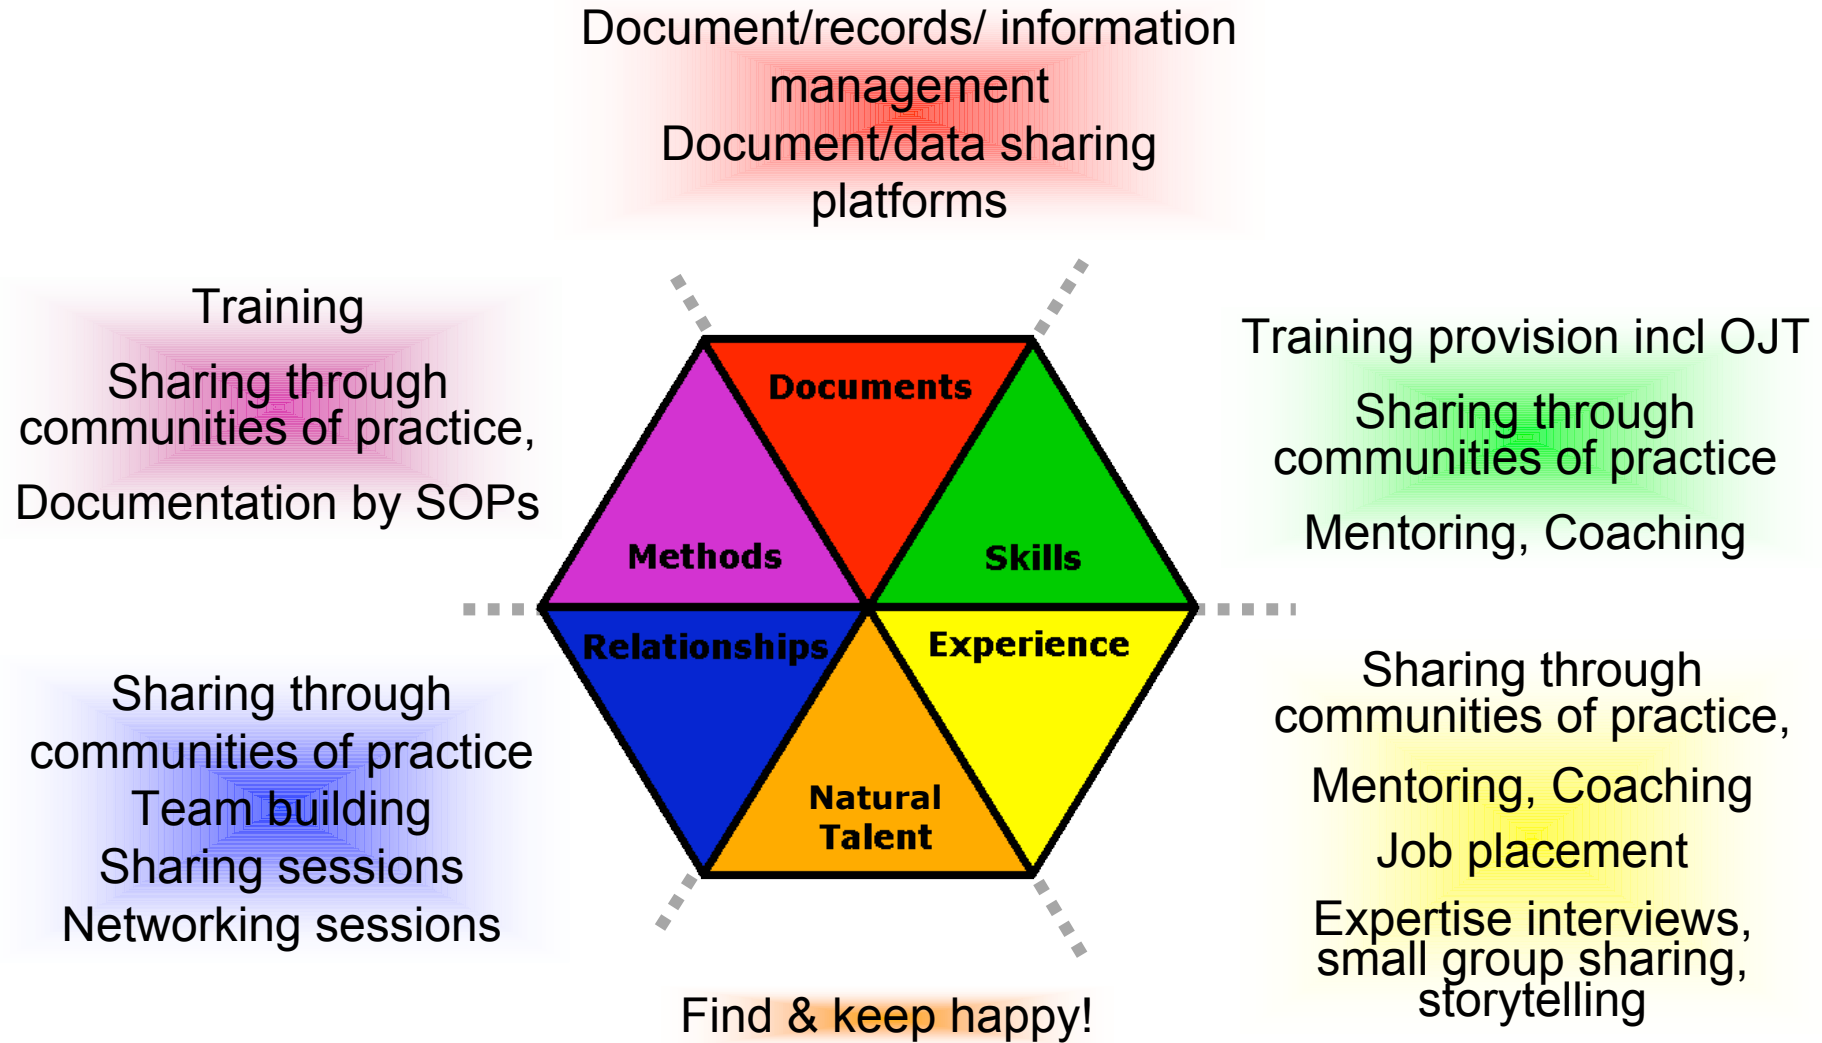 Document/records/ information
management
Document/data sharing
platforms
Training
Sharing through
communities of practice,
Documentation by SOPs
Training provision incl OJT
Sharing through
communities of practice
Mentoring, Coaching
Documents
Methods
Skills
Relationships
Experience
Natural
Talent
Sharing through
communities of practice
Team building
Sharing sessions
Networking sessions
Sharing through
communities of practice,
Mentoring, Coaching
Job placement
Expertise interviews,
small group sharing,
storytelling
Find & keep happy!